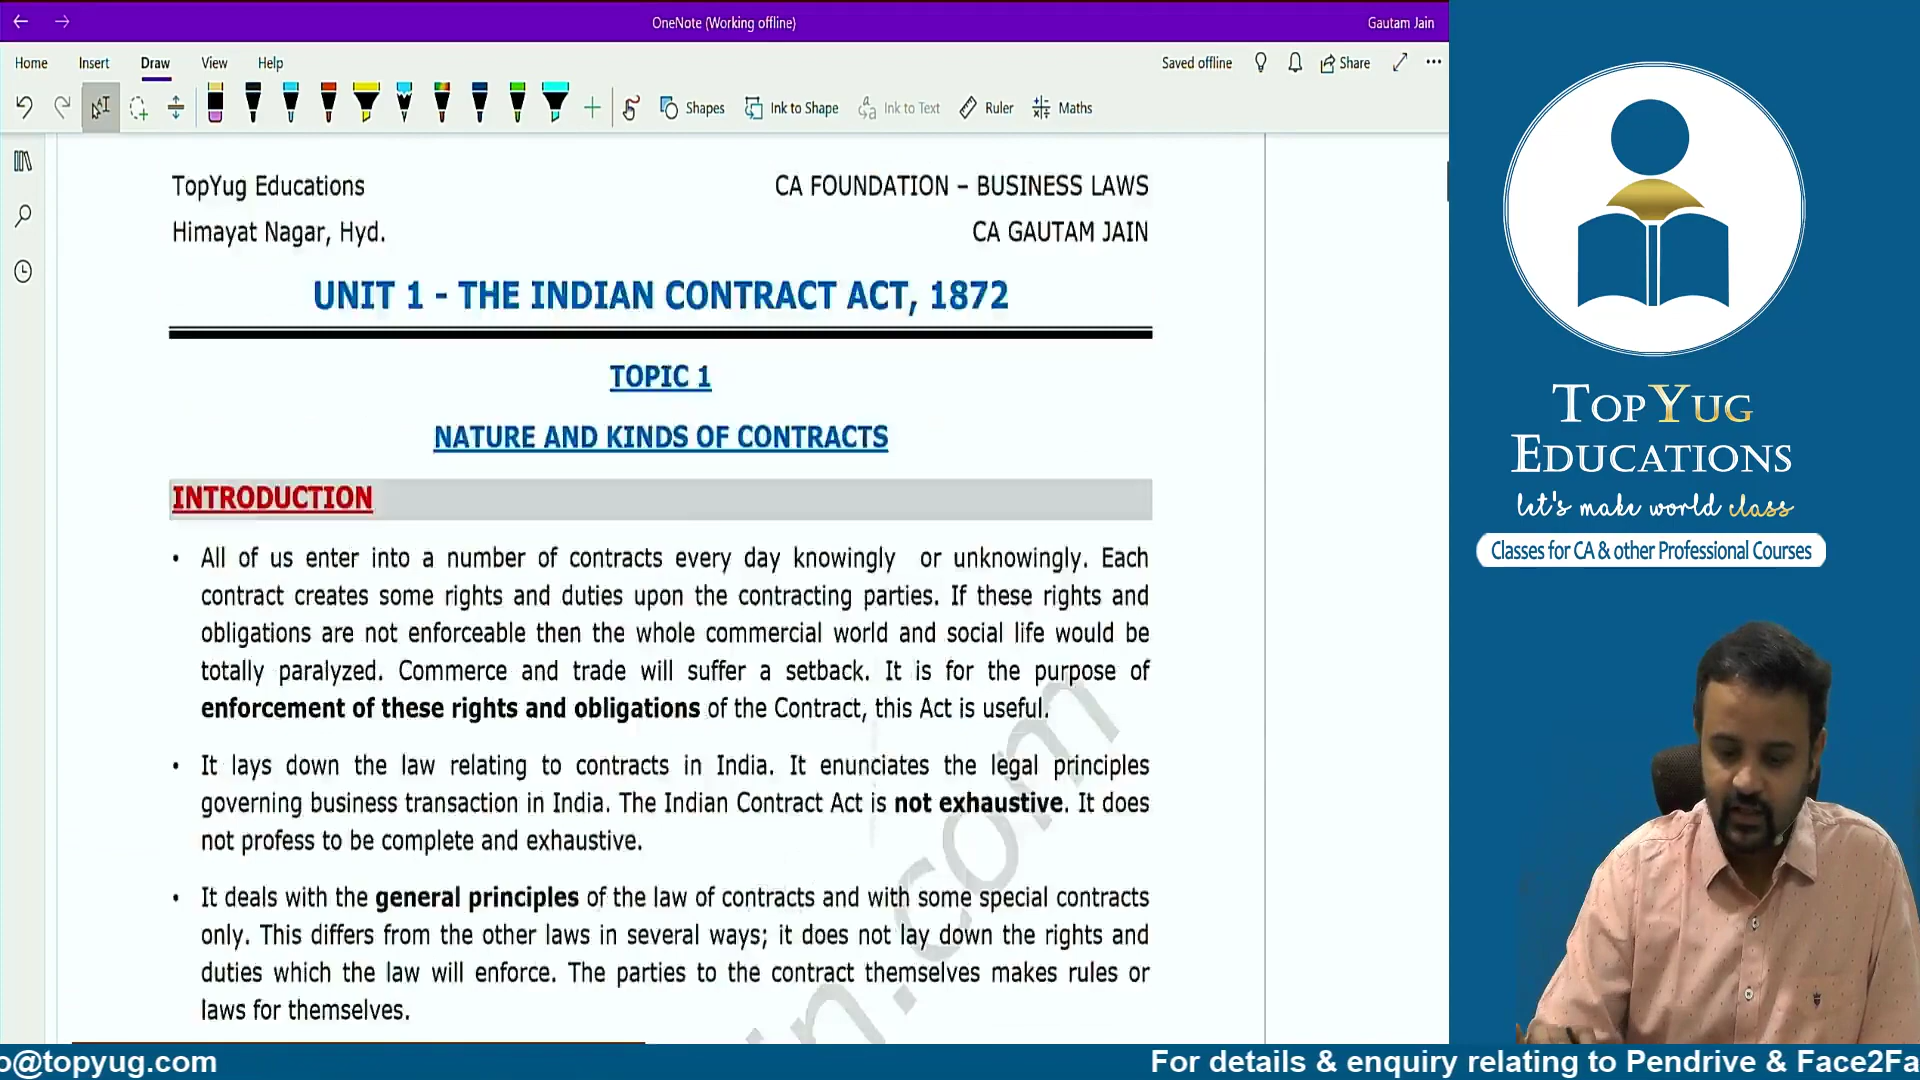 OneNote (Working offline)
Gautam Jain
Home Insert Draw View Help
Saved offline Share
Shapes Ink to Shape Ink to Text Ruler Maths
TopYug Educations CA FOUNDATION – BUSINESS LAWS
Himayat Nagar, Hyd. CA GAUTAM JAIN
UNIT 1 - THE INDIAN CONTRACT ACT, 1872
TOPIC 1
NATURE AND KINDS OF CONTRACTS
INTRODUCTION
• All of us enter into a number of contracts every day knowingly or unknowingly. Each
contract creates some rights and duties upon the contracting parties. If these rights and
obligations are not enforceable then the whole commercial world and social life would be
totally paralyzed. Commerce and trade will suffer a setback. It is for the purpose of
enforcement of these rights and obligations of the Contract, this Act is useful.
• It lays down the law relating to contracts in India. It enunciates the legal principles
governing business transaction in India. The Indian Contract Act is not exhaustive. It does
not profess to be complete and exhaustive.
• It deals with the general principles of the law of contracts and with some special contracts
only. This differs from the other laws in several ways; it does not lay down the rights and
duties which the law will enforce. The parties to the contract themselves makes rules or
laws for themselves.
in.com
TOPYUG
EDUCATIONS
let's make world class
Classes for CA & other Professional Courses
o@topyug.com
For details & enquiry relating to Pendrive & Face2Fa